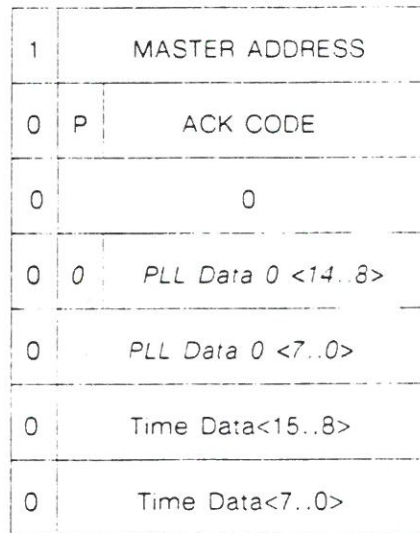 1 MASTER ADDRESS
0 P ACK CODE
0 0
0 0 PLL Data 0 <14..8>
0 PLL Data 0 <7..0>
0 Time Data<15..8>
0 Time Data<7..0>